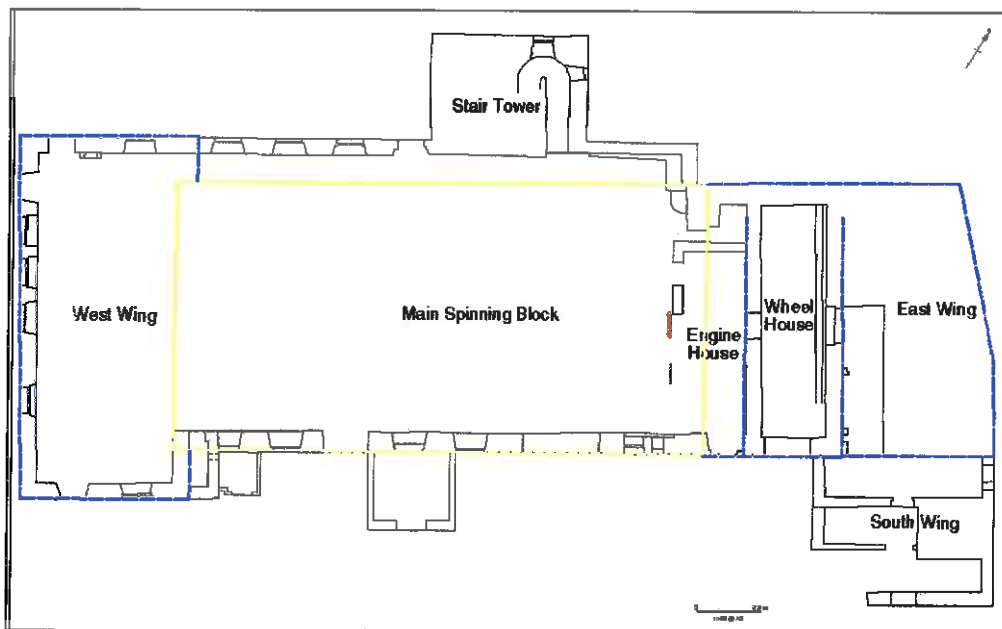 Stair Tower
West Wing
Main Spinning Block
Engine
House
Wheel
House
East Wing
South Wing